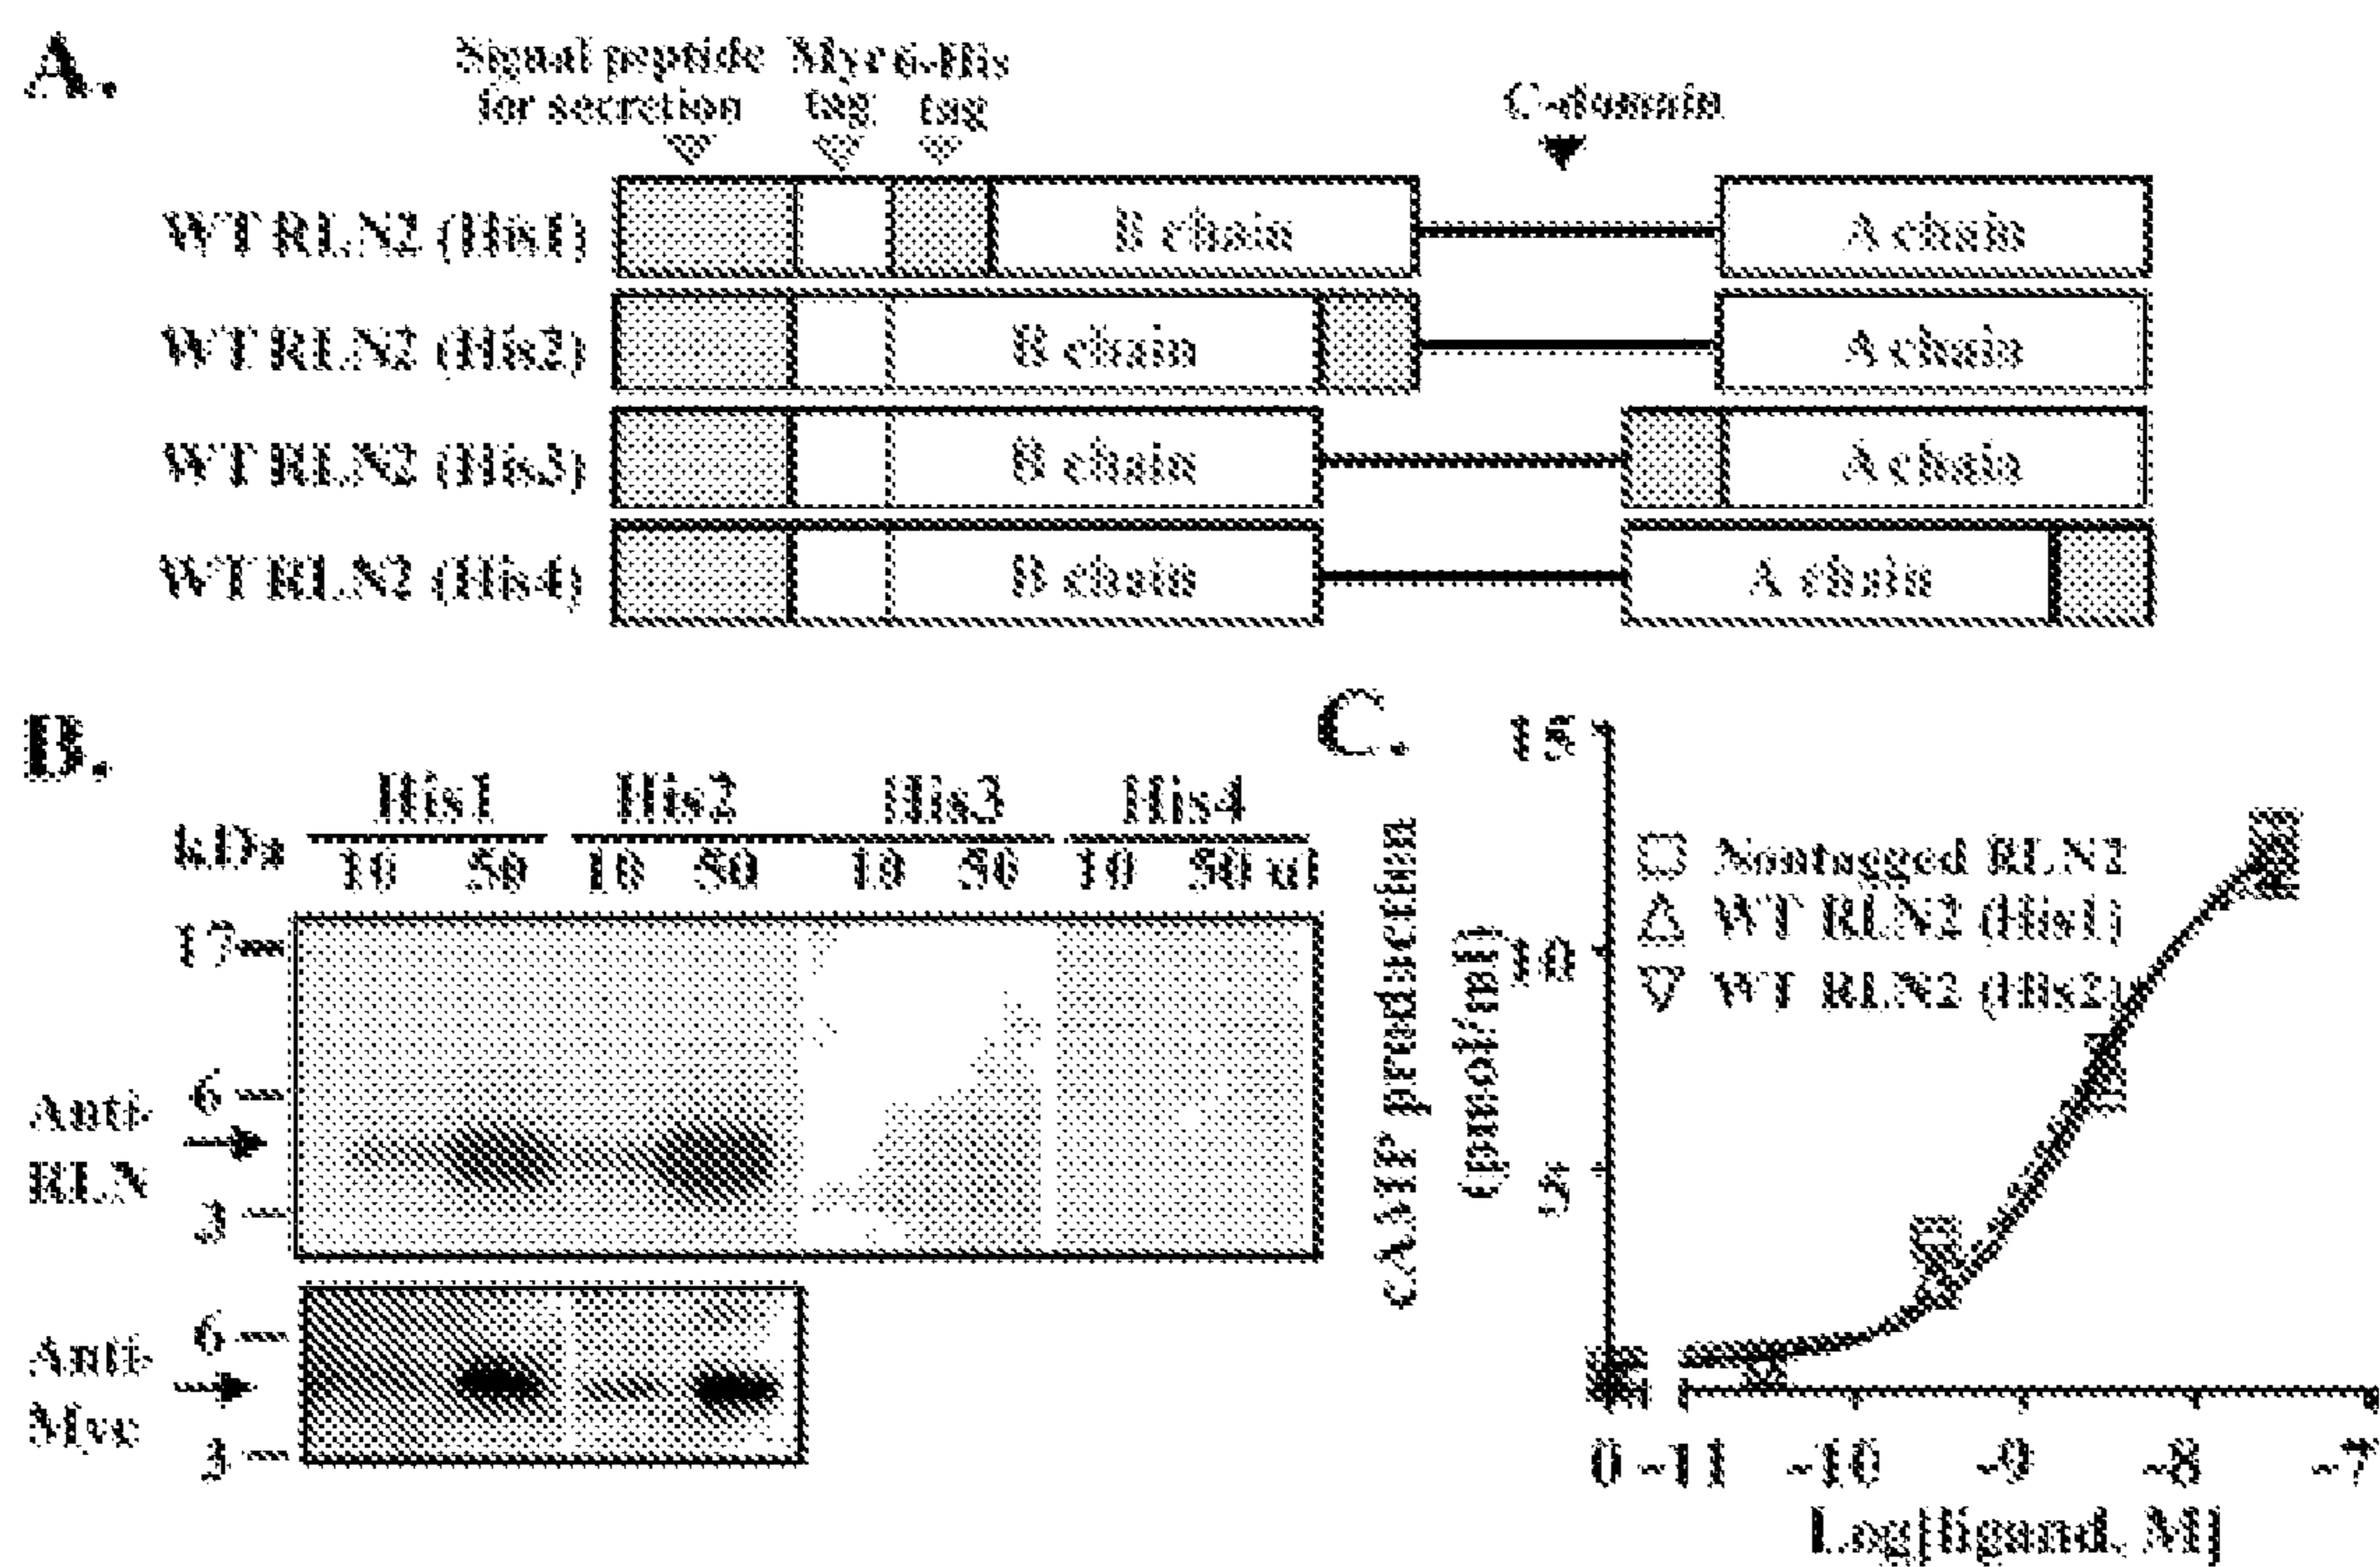 A.
Signal peptide
for secretion
Myc
tag
6-His
tag
C-domain
WT RLN2 (His1)
B chain
A chain
WT RLN2 (His2)
B chain
A chain
WT RLN2 (His3)
B chain
A chain
WT RLN2 (His4)
B chain
A chain
B.
His1 His2 His3 His4
kDa 10 50 10 50 10 50 10 50 ul
17
6
3
Anti-
RLN
6
3
Anti-
Myc
C.
cAMP production
(pmol/ml)
15
10
5
Nontagged RLN2
WT RLN2 (His1)
WT RLN2 (His2)
0 -11 -10 -9 -8 -7
Log[ligand, M]